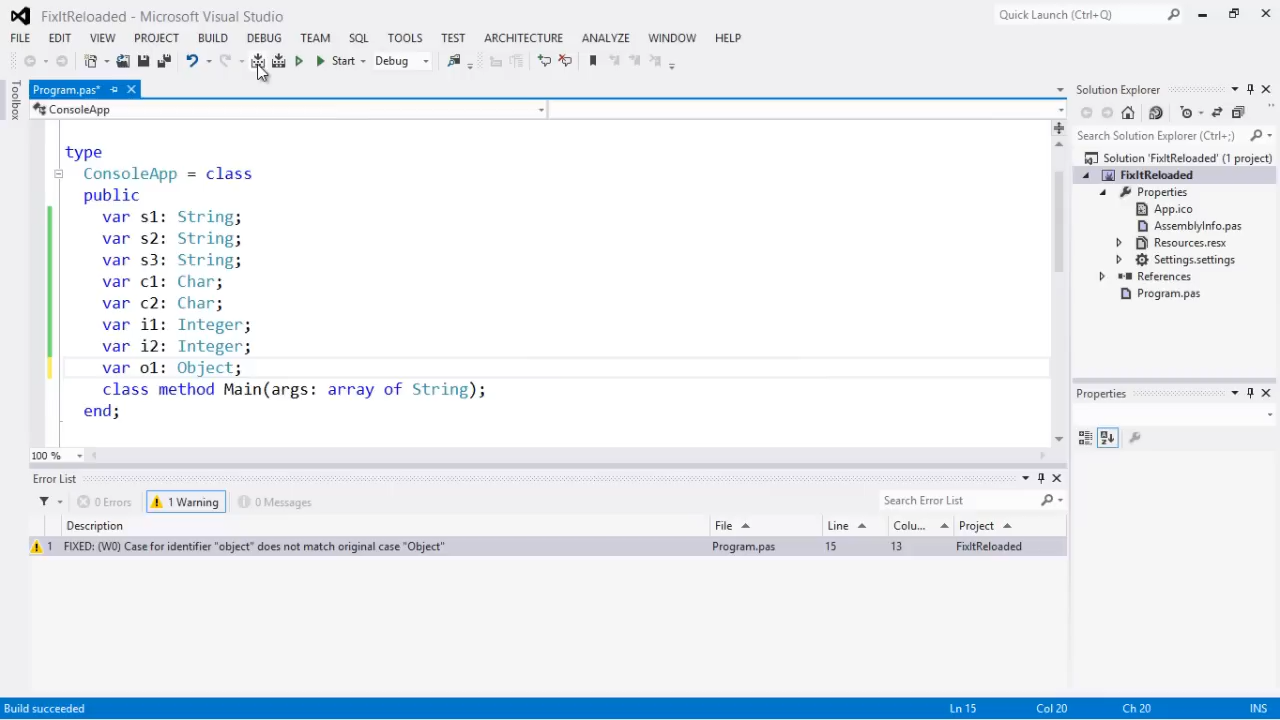 FixItReloaded - Microsoft Visual Studio
Quick Launch (Ctrl+Q)
FILE EDIT VIEW PROJECT BUILD DEBUG TEAM SQL TOOLS TEST ARCHITECTURE ANALYZE WINDOW HELP
Start Debug
Toolbox
Program.pas*
ConsoleApp
type
ConsoleApp = class
public
var s1: String;
var s2: String;
var s3: String;
var c1: Char;
var c2: Char;
var i1: Integer;
var i2: Integer;
var o1: Object;
class method Main(args: array of String);
end;
100 %
Solution Explorer
Search Solution Explorer (Ctrl+;)
Solution 'FixItReloaded' (1 project)
FixItReloaded
Properties
App.ico
AssemblyInfo.pas
Resources.resx
Settings.settings
References
Program.pas
Properties
Error List
0 Errors 1 Warning 0 Messages
Search Error List
Description File Line Colu... Project
1 FIXED: (W0) Case for identifier "object" does not match original case "Object" Program.pas 15 13 FixItReloaded
Build succeeded Ln 15 Col 20 Ch 20 INS